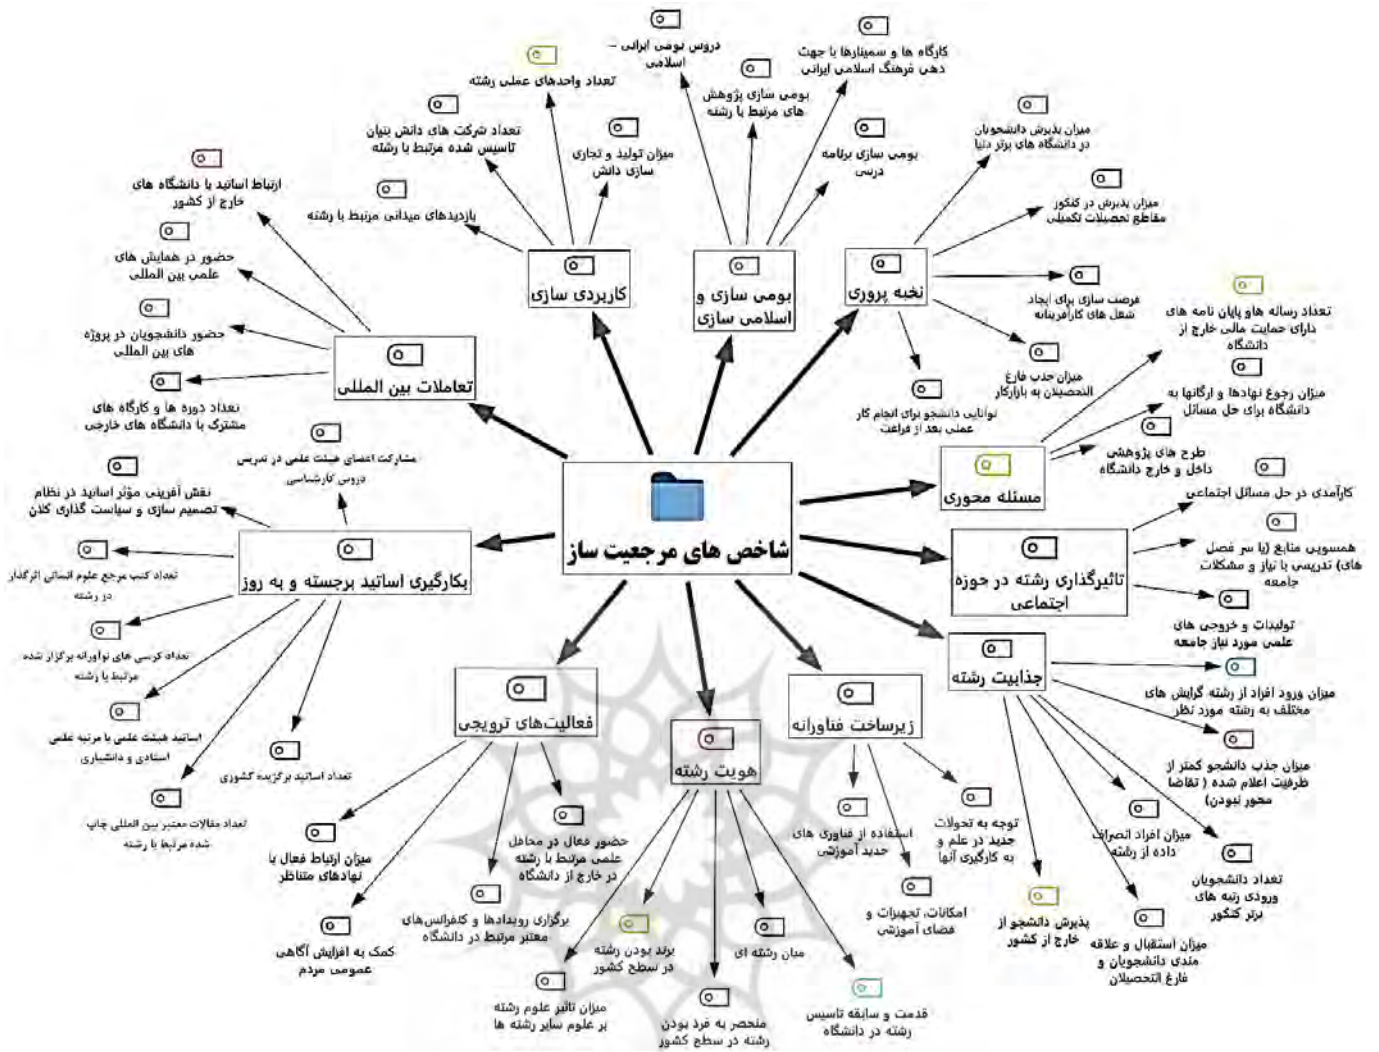 دروس بومی ایرانی –
اسلامی
کارگاه ها و سمینارها با جهت
دهی فرهنگ اسلامی ایرانی
تعداد واحدهای عملی رشته
بومی سازی پژوهش
های مرتبط با رشته
تعداد شرکت های دانش بنیان
تاسیس شده مرتبط با رشته
میزان تولید و تجاری
سازی دانش
بومی سازی برنامه
درسی
میزان پذیرش دانشجویان
در دانشگاه های برتر دنیا
ارتباط اساتید با دانشگاه های
خارج از کشور
بازدیدهای میدانی مرتبط با رشته
میزان پذیرش در کنکور
مقاطع تحصیلات تکمیلی
حضور در همایش های
علمی بین المللی
کاربردی سازی
بومی سازی و
اسلامی سازی
نخبه پروری
فرصت سازی برای ایجاد
شغل های کارآفرینانه
تعداد رساله هاو پایان نامه های
دارای حمایت مالی خارج از
دانشگاه
حضور دانشجویان در پروژه
های بین المللی
تعاملات بین المللی
میزان جذب فارغ
التحصیلان به بازارکار
میزان رجوع نهادها و ارگانها به
دانشگاه برای حل مسائل
تعداد دوره ها و کارگاه های
مشترک با دانشگاه های خارجی
توانایی دانشجو برای انجام کار
عملی بعد از فراغت
مشارکت اعضای هیئت علمی در تدریس
دروس کارشناسی
طرح های پژوهشی
داخل و خارج دانشگاه
مسئله محوری
نقش آفرینی مؤثر اساتید در نظام
تصمیم سازی و سیاست گذاری کلان
کارآمدی در حل مسائل اجتماعی
شاخص های مرجعیت ساز
همسویی منابع (یا سر فصل
های) تدریسی با نیاز و مشکلات
جامعه
تاثیرگذاری رشته در حوزه
اجتماعی
بکارگیری اساتید برجسته و به روز
تعداد کتب مرجع علوم انسانی اثرگذار
در رشته
تولیدات و خروجی های
علمی مورد نیاز جامعه
تعداد کرسی های نوآورانه برگزار شده
مرتبط با رشته
جذابیت رشته
میزان ورود افراد از رشته گرایش های
مختلف به رشته مورد نظر
فعالیت‌های ترویجی
زیرساخت فناورانه
هویت رشته
اساتید هیئت علمی با مرتبه علمی
استادی و دانشیاری
تعداد اساتید برگزیده کشوری
میزان جذب دانشجو کمتر از
ظرفیت اعلام شده ( تقاضا
محور نبودن)
تعداد مقالات معتبر بین المللی چاپ
شده مرتبط با رشته
میزان ارتباط فعال با
نهادهای متناظر
حضور فعال در محافل
علمی مرتبط با رشته
در خارج از دانشگاه
استفاده از فناوری های
جدید آموزشی
توجه به تحولات
جدید در علم و
به کارگیری آنها
میزان افراد انصراف
داده از رشته
تعداد دانشجویان
ورودی رتبه های
برتر کنکور
برگزاری رویدادها و کنفرانس‌های
معتبر مرتبط در دانشگاه
امکانات، تجهیزات و
فضای آموزشی
پذیرش دانشجو از
خارج از کشور
کمک به افزایش آگاهی
عمومی مردم
برند بودن رشته
در سطح کشور
میان رشته ای
میزان استقبال و علاقه
مندی دانشجویان و
فارغ التحصیلان
میزان تاثیر علوم رشته
بر علوم سایر رشته ها
منحصر به فرد بودن
رشته در سطح کشور
قدمت و سابقه تاسیس
رشته در دانشگاه